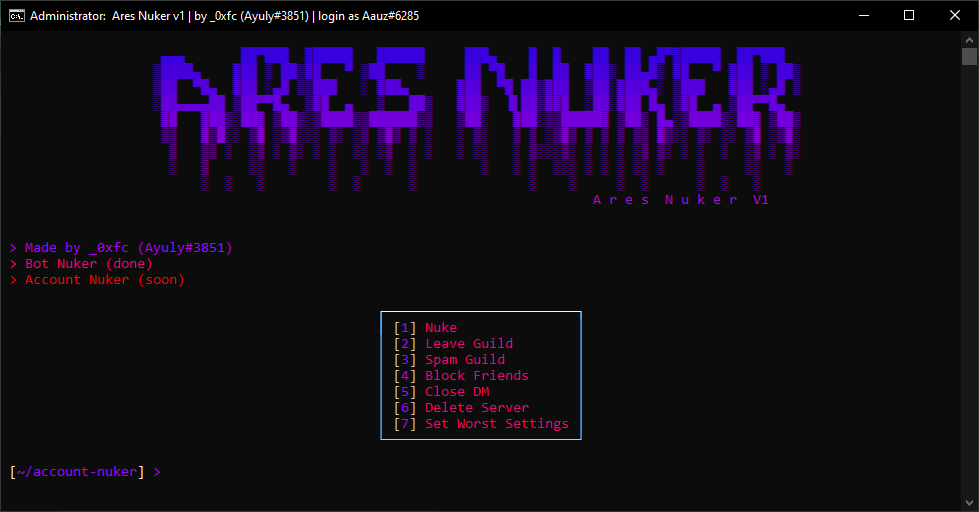 Administrator: Ares Nuker v1 | by _0xfc (Ayuly#3851) | login as Aauz#6285
ARES NUKER
Ares Nuker V1
> Made by _0xfc (Ayuly#3851)
> Bot Nuker (done)
> Account Nuker (soon)
[1] Nuke
[2] Leave Guild
[3] Spam Guild
[4] Block Friends
[5] Close DM
[6] Delete Server
[7] Set Worst Settings
[~/account-nuker] >